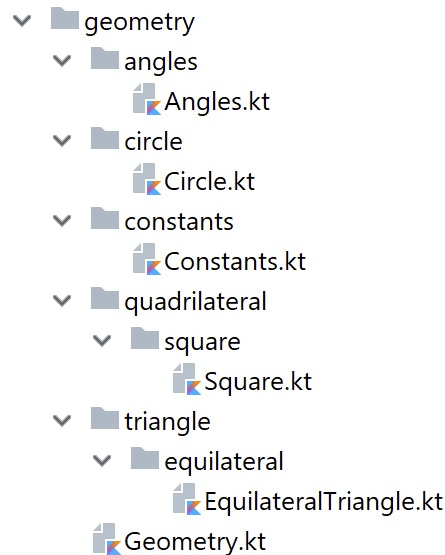 geometry
angles
Angles.kt
circle
Circle.kt
constants
Constants.kt
quadrilateral
square
Square.kt
triangle
equilateral
EquilateralTriangle.kt
Geometry.kt